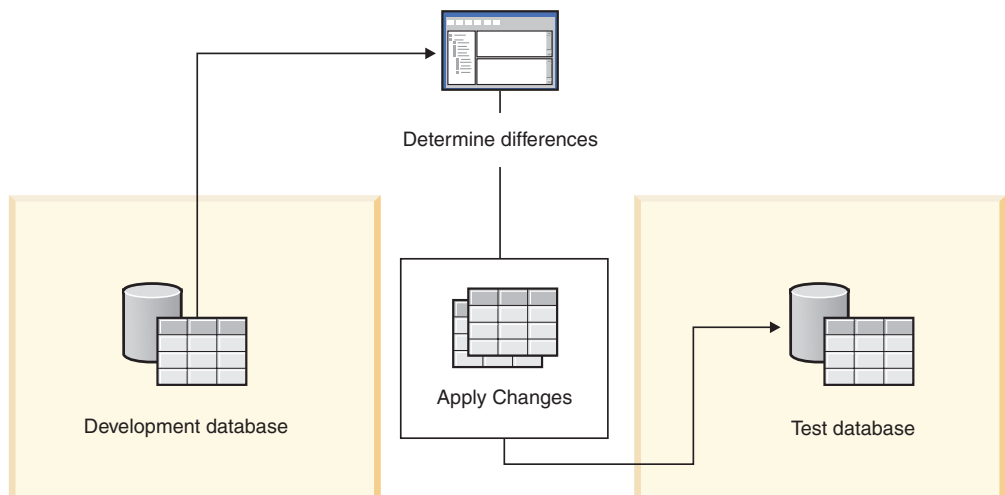 Determine differences
Apply Changes
Development database
Test database